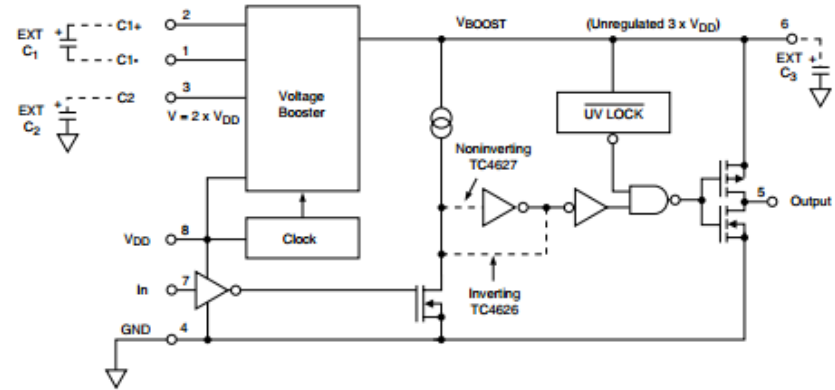 EXT
C1
+
C1+
2
C1-
1
EXT
C2
+
C2
3
V = 2 x VDD
Voltage
Booster
Clock
VDD
8
In
7
GND
4
VBOOST
(Unregulated 3 x VDD)
6
EXT
C3
+
UV LOCK
Noninverting
TC4627
Inverting
TC4626
5
Output